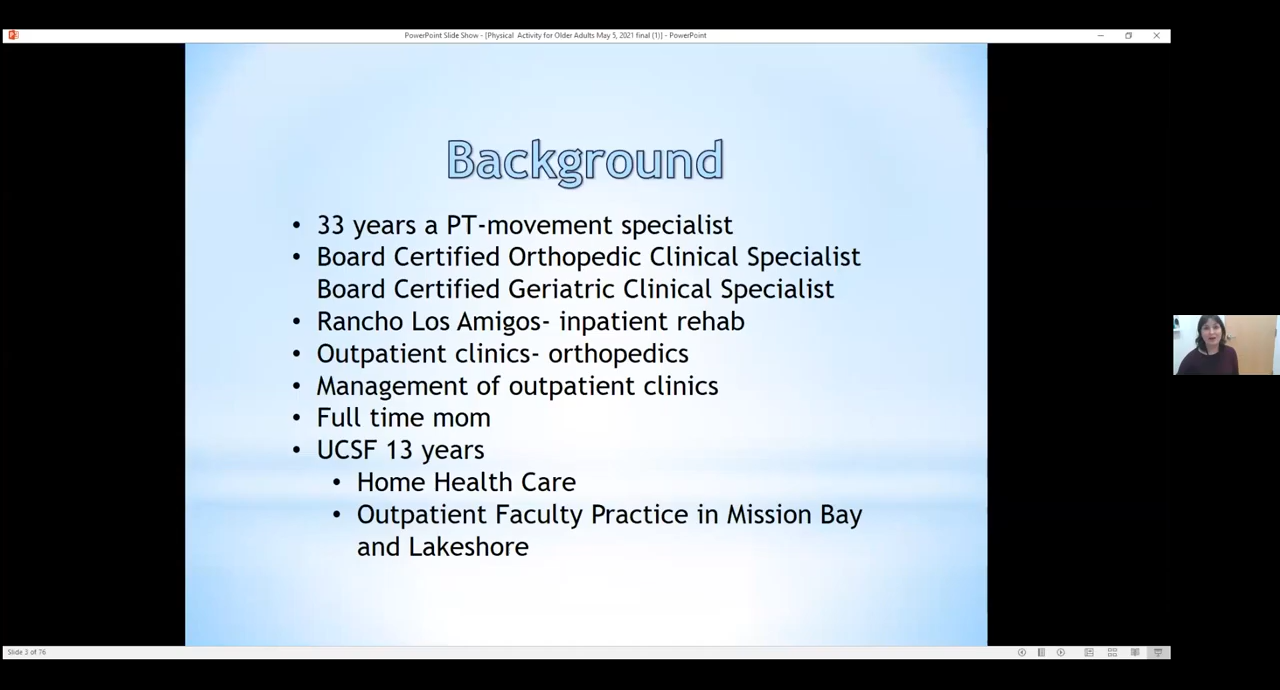 PowerPoint Slide Show - [Physical Activity for Older Adults May 5, 2021 final (1)] - PowerPoint
Background
• 33 years a PT-movement specialist
• Board Certified Orthopedic Clinical Specialist
Board Certified Geriatric Clinical Specialist
• Rancho Los Amigos- inpatient rehab
• Outpatient clinics- orthopedics
• Management of outpatient clinics
• Full time mom
• UCSF 13 years
• Home Health Care
• Outpatient Faculty Practice in Mission Bay
and Lakeshore
Slide 3 of 76